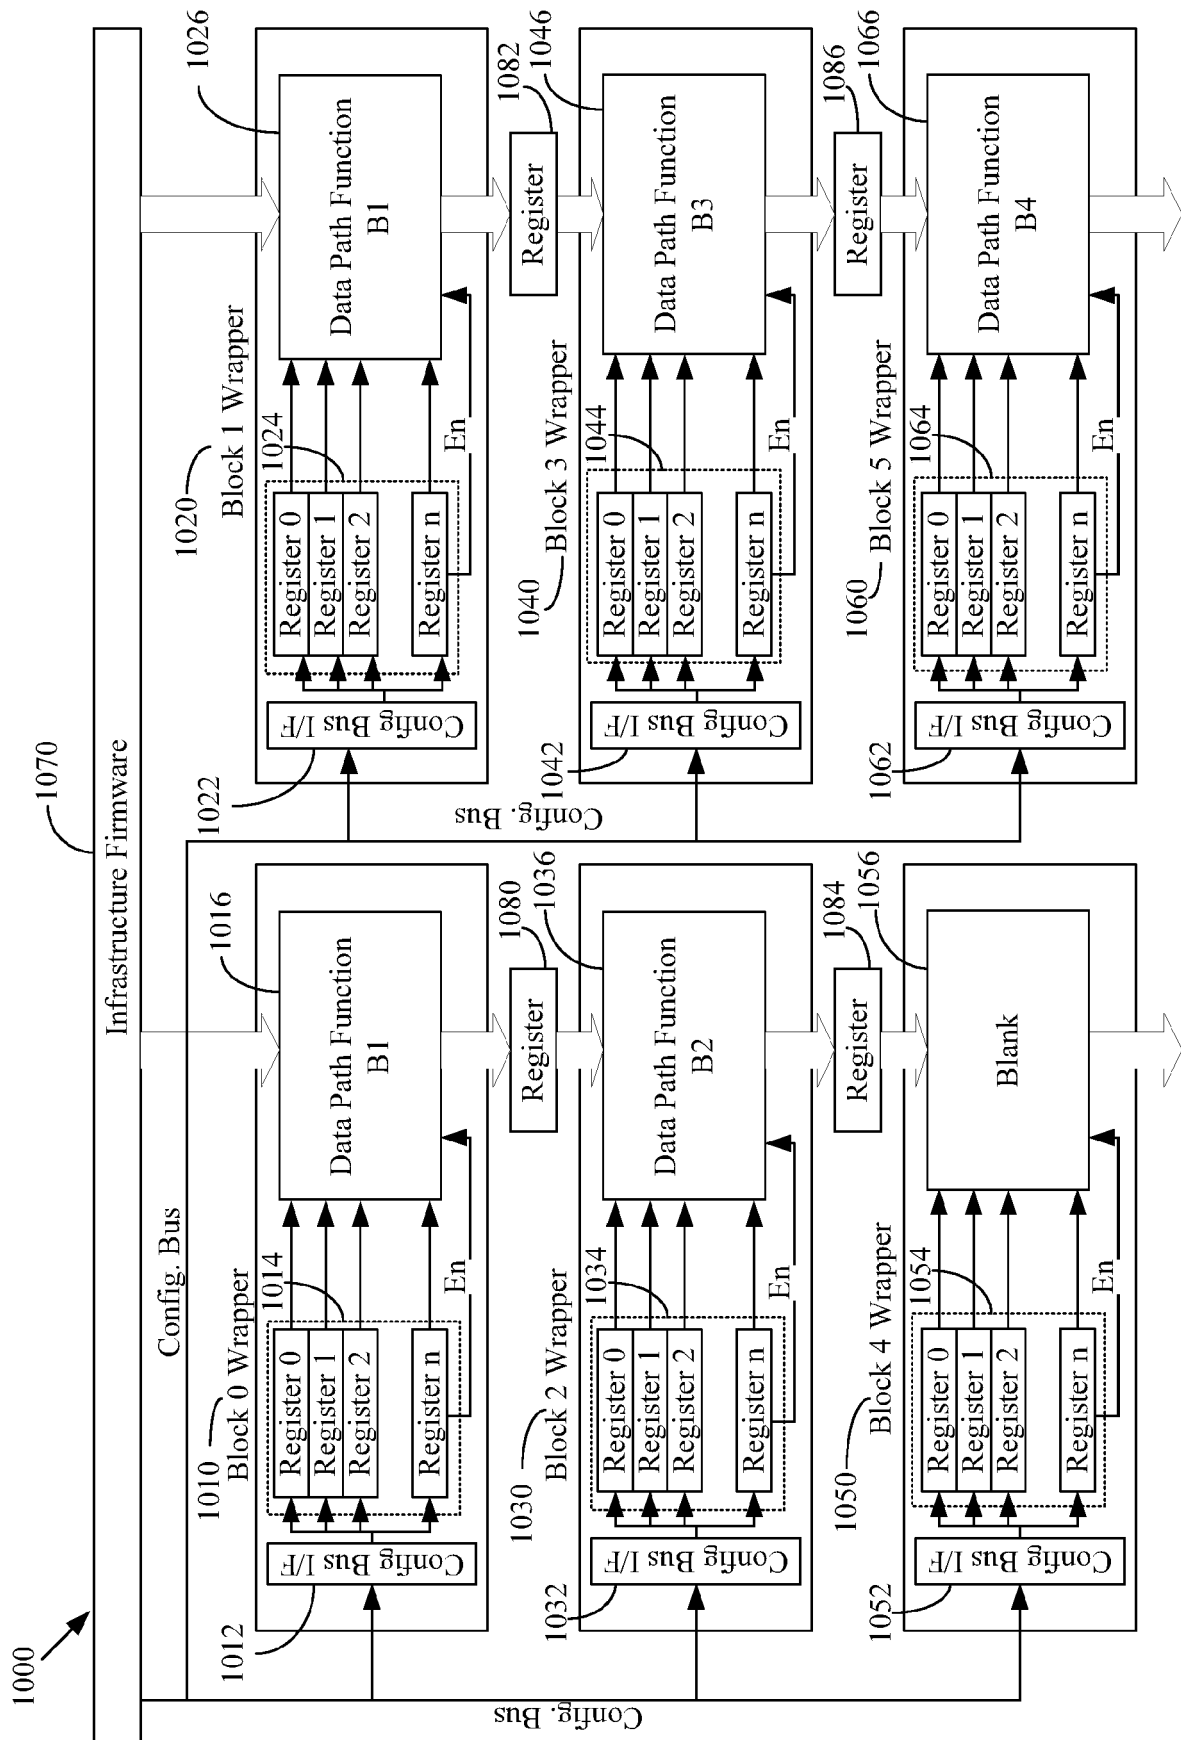 1000
Infrastructure Firmware
1070
Config. Bus
Config. Bus
Config. Bus
1010
Block 0 Wrapper
1012
Config Bus I/F
1014
Register 0
Register 1
Register 2
Register n
En
1016
Data Path Function
B1
1020
Block 1 Wrapper
1022
Config Bus I/F
1024
Register 0
Register 1
Register 2
Register n
En
1026
Data Path Function
B1
Register
1080
Register
1082
1030
Block 2 Wrapper
1032
Config Bus I/F
1034
Register 0
Register 1
Register 2
Register n
En
1036
Data Path Function
B2
1040
Block 3 Wrapper
1042
Config Bus I/F
1044
Register 0
Register 1
Register 2
Register n
En
1046
Data Path Function
B3
Register
1084
Register
1086
1050
Block 4 Wrapper
1052
Config Bus I/F
1054
Register 0
Register 1
Register 2
Register n
En
1056
Blank
1060
Block 5 Wrapper
1062
Config Bus I/F
1064
Register 0
Register 1
Register 2
Register n
En
1066
Data Path Function
B4